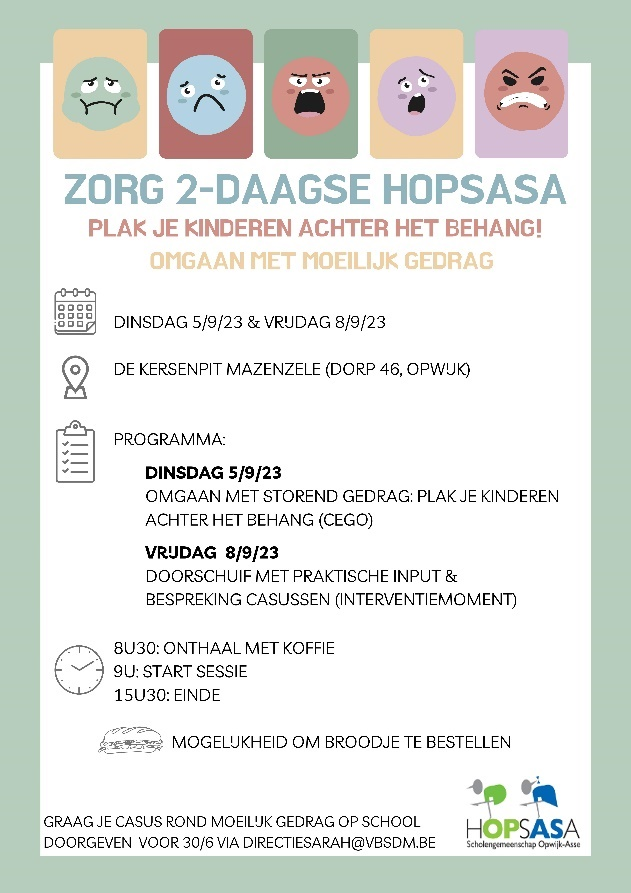 ZORG 2-DAAGSE HOPSASA
PLAK JE KINDEREN ACHTER HET BEHANG!
OMGAAN MET MOEILIJK GEDRAG
DINSDAG 5/9/23 & VRIJDAG 8/9/23
DE KERSENPIT MAZENZELE (DORP 46, OPWIJK)
PROGRAMMA:
DINSDAG 5/9/23
OMGAAN MET STOREND GEDRAG: PLAK JE KINDEREN
ACHTER HET BEHANG (CEGO)
VRIJDAG 8/9/23
DOORSCHUIF MET PRAKTISCHE INPUT &
BESPREKING CASUSSEN (INTERVENTIEMOMENT)
8U30: ONTHAAL MET KOFFIE
9U: START SESSIE
15U30: EINDE
MOGELIJKHEID OM BROODJE TE BESTELLEN
GRAAG JE CASUS ROND MOEILIJK GEDRAG OP SCHOOL
DOORGEVEN VOOR 30/6 VIA DIRECTIESARAH@VBSDM.BE
HOPSASA
Scholengemeenschap Opwijk-Asse